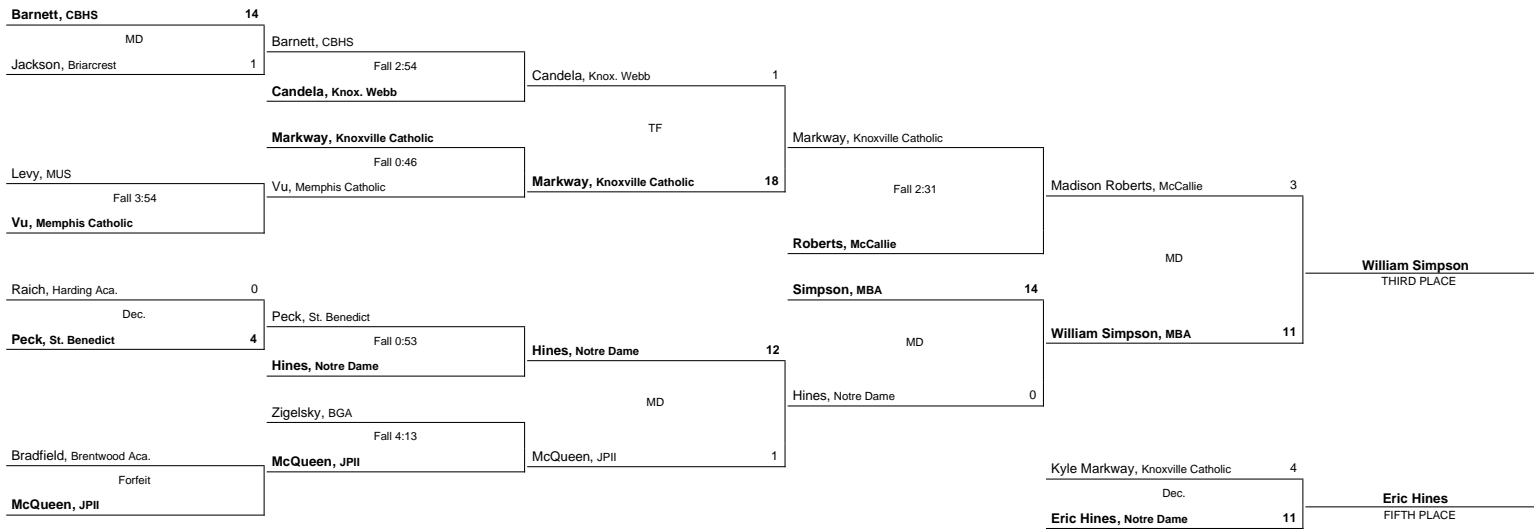 Barnett, CBHS 14
MD
Jackson, Briarcrest 1
Levy, MUS
Fall 3:54
Vu, Memphis Catholic
Raich, Harding Aca. 0
Dec.
Peck, St. Benedict 4
Bradfield, Brentwood Aca.
Forfeit
McQueen, JPII
Barnett, CBHS
Fall 2:54
Candela, Knox. Webb
Markway, Knoxville Catholic
Fall 0:46
Vu, Memphis Catholic
Peck, St. Benedict
Fall 0:53
Hines, Notre Dame
Zigelsky, BGA
Fall 4:13
McQueen, JPII
Candela, Knox. Webb 1
TF
Markway, Knoxville Catholic 18
Hines, Notre Dame 12
MD
McQueen, JPII 1
Markway, Knoxville Catholic
Fall 2:31
Roberts, McCallie
Simpson, MBA 14
MD
Hines, Notre Dame 0
Madison Roberts, McCallie 3
MD
William Simpson, MBA 11
Kyle Markway, Knoxville Catholic 4
Dec.
Eric Hines, Notre Dame 11
William Simpson
THIRD PLACE
Eric Hines
FIFTH PLACE